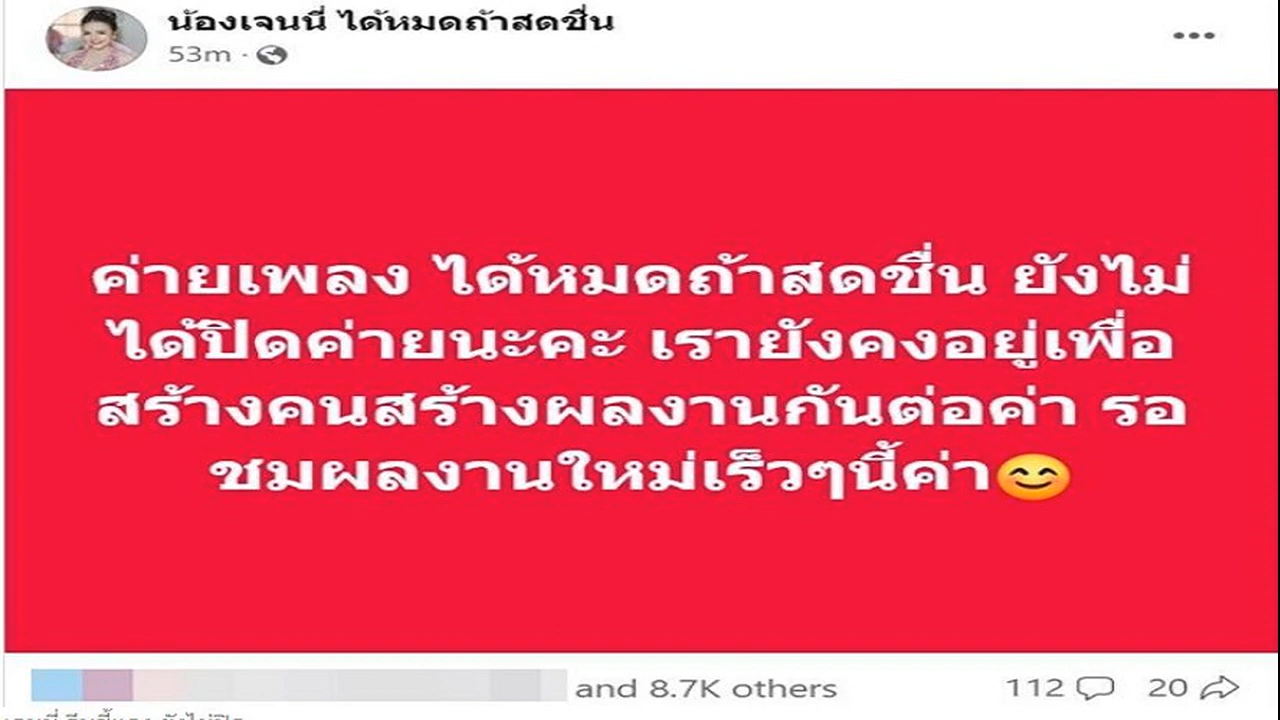 น้องเจนนี่ ได้หมดถ้าสดชื่น
53m ·
ค่ายเพลง ได้หมดถ้าสดชื่น ยังไม่
ได้ปิดค่ายนะคะ เรายังคงอยู่เพื่อ
สร้างคนสร้างผลงานกันต่อค่า รอ
ชมผลงานใหม่เร็วๆนี้ค่า😊
and 8.7K others 112 20